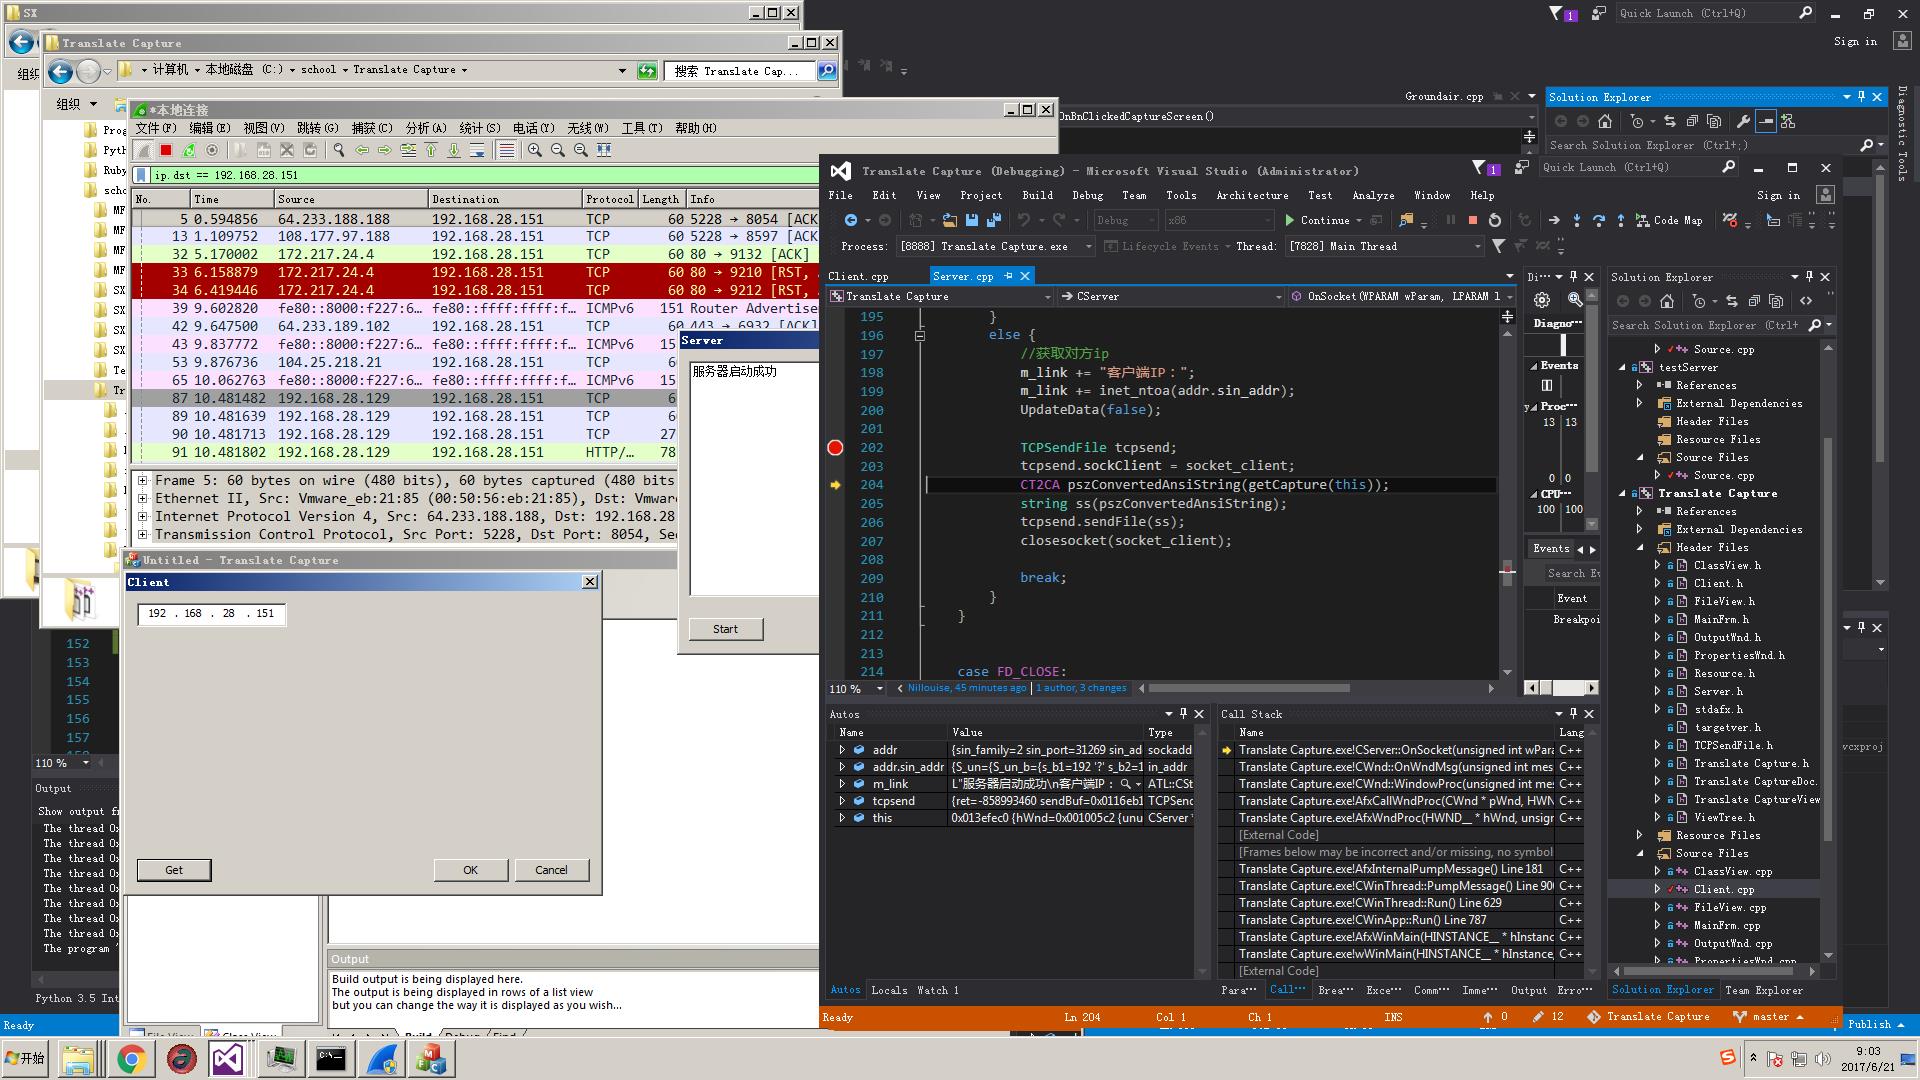 SX
Translate Capture
计算机
本地磁盘 (C:)
school
Translate Capture
搜索 Translate Cap...
组织
*本地连接
文件(F) 编辑(E) 视图(V) 跳转(G) 捕获(C) 分析(A) 统计(S) 电话(Y) 无线(W) 工具(T) 帮助(H)
ip.dst == 192.168.28.151
No. Time Source Destination Protocol Length Info
5 0.594856 64.233.188.188 192.168.28.151 TCP 60 5228 → 8054 [ACK
13 1.109752 108.177.97.188 192.168.28.151 TCP 60 5228 → 8597 [ACK
32 5.170002 172.217.24.4 192.168.28.151 TCP 60 80 → 9132 [ACK]
33 6.158879 172.217.24.4 192.168.28.151 TCP 60 80 → 9210 [RST,
34 6.419446 172.217.24.4 192.168.28.151 TCP 60 80 → 9212 [RST,
39 9.602820 fe80::8000:f227:6… fe80::ffff:ffff:f… ICMPv6 151 Router Advertise
42 9.647500 64.233.189.102 192.168.28.151 TCP 60 443 → 6932 [ACK]
43 9.837772 fe80::8000:f227:6… fe80::ffff:ffff:f… ICMPv6 15
53 9.876736 104.25.218.21 192.168.28.151 TCP 6
65 10.062763 fe80::8000:f227:6… fe80::ffff:ffff:f… ICMPv6 15
87 10.481482 192.168.28.129 192.168.28.151 TCP 6
89 10.481639 192.168.28.129 192.168.28.151 TCP 6
90 10.481713 192.168.28.129 192.168.28.151 TCP 27
91 10.481802 192.168.28.129 192.168.28.151 HTTP/… 78
Frame 5: 60 bytes on wire (480 bits), 60 bytes captured (480 bits
Ethernet II, Src: Vmware_eb:21:85 (00:50:56:eb:21:85), Dst: Vmware
Internet Protocol Version 4, Src: 64.233.188.188, Dst: 192.168.28
Transmission Control Protocol, Src Port: 5228, Dst Port: 8054, Sec
Server
服务器启动成功
Start
Untitled - Translate Capture
Client
192 . 168 . 28 . 151
Get OK Cancel
Output
Build output is being displayed here.
The output is being displayed in rows of a list view
but you can change the way it is displayed as you wish...
152
153
154
155
156
157
110 %
Output
Show output f
The thread 0x
The thread 0x
The thread 0x
The thread 0x
The thread 0x
The thread 0x
The thread 0x
The thread 0x
The program '
Python 3.5 Int
Ready
Quick Launch (Ctrl+Q)
Sign in
Groundair.cpp
OnBnClickedCaptureScreen()
Solution Explorer
Search Solution Explorer (Ctrl+;)
Diagnostic Tools
Translate Capture (Debugging) - Microsoft Visual Studio (Administrator)
Quick Launch (Ctrl+Q)
File Edit View Project Build Debug Team Tools Architecture Test Analyze Window Help
Sign in
Debug x86 Continue Code Map
Process: [8888] Translate Capture.exe Lifecycle Events Thread: [7828] Main Thread
Client.cpp Server.cpp
Translate Capture CServer OnSocket(WPARAM wParam, LPARAM l
195 }
196 else {
197 //获取对方ip
198 m_link += "客户端IP：";
199 m_link += inet_ntoa(addr.sin_addr);
200 UpdateData(false);
201
202 TCPSendFile tcpsend;
203 tcpsend.sockClient = socket_client;
204 CT2CA pszConvertedAnsiString(getCapture(this));
205 string ss(pszConvertedAnsiString);
206 tcpsend.sendFile(ss);
207 closesocket(socket_client);
208
209 break;
210 }
211 }
212
213
214 case FD_CLOSE:
110 % Nillouise, 45 minutes ago 1 author, 3 changes
Di···
Diagno···
Events
Proc···
13 13
0 0
CPU···
100 100
Events
Search Ev
Event
Breakpoi
Solution Explorer
Search Solution Explorer (Ctrl+
Source.cpp
testServer
References
External Dependencies
Header Files
Resource Files
Source Files
Source.cpp
Translate Capture
References
External Dependencies
Header Files
ClassView.h
Client.h
FileView.h
MainFrm.h
OutputWnd.h
PropertiesWnd.h
Resource.h
Server.h
stdafx.h
targetver.h
TCPSendFile.h
Translate Capture.h
Translate CaptureDoc.
Translate CaptureView
ViewTree.h
Resource Files
Source Files
ClassView.cpp
Client.cpp
FileView.cpp
MainFrm.cpp
OutputWnd.cpp
PropertiesWnd.cpp
Solution Explorer Team Explorer
vcxproj
Autos
Name Value Type
addr {sin_family=2 sin_port=31269 sin_ad sockadd
addr.sin_addr {S_un={S_un_b={s_b1=192 '?' s_b2=1 in_addr
m_link L"服务器启动成功\n客户端IP： ATL::CSt
tcpsend {ret=-858993460 sendBuf=0x0116eb1 TCPSend
this 0x013efec0 {hWnd=0x001005c2 {unu CServer *
Autos Locals Watch 1
Call Stack
Name Lang
Translate Capture.exe!CServer::OnSocket(unsigned int wPara C++
Translate Capture.exe!CWnd::OnWndMsg(unsigned int mes C++
Translate Capture.exe!CWnd::WindowProc(unsigned int me C++
Translate Capture.exe!AfxCallWndProc(CWnd * pWnd, HWN C++
Translate Capture.exe!AfxWndProc(HWND__ * hWnd, unsign C++
[External Code]
[Frames below may be incorrect and/or missing, no symbol
Translate Capture.exe!AfxInternalPumpMessage() Line 181 C++
Translate Capture.exe!CWinThread::PumpMessage() Line 900 C++
Translate Capture.exe!CWinThread::Run() Line 629 C++
Translate Capture.exe!CWinApp::Run() Line 787 C++
Translate Capture.exe!AfxWinMain(HINSTANCE__ * hInstanc C++
Translate Capture.exe!wWinMain(HINSTANCE__ * hInstance, C++
[External Code]
Para··· Call··· Brea··· Exce··· Comm··· Imme··· Output Erro···
Ready Ln 204 Col 1 Ch 1 INS 0 12 Translate Capture master
Publish
开始
9:03
2017/6/21